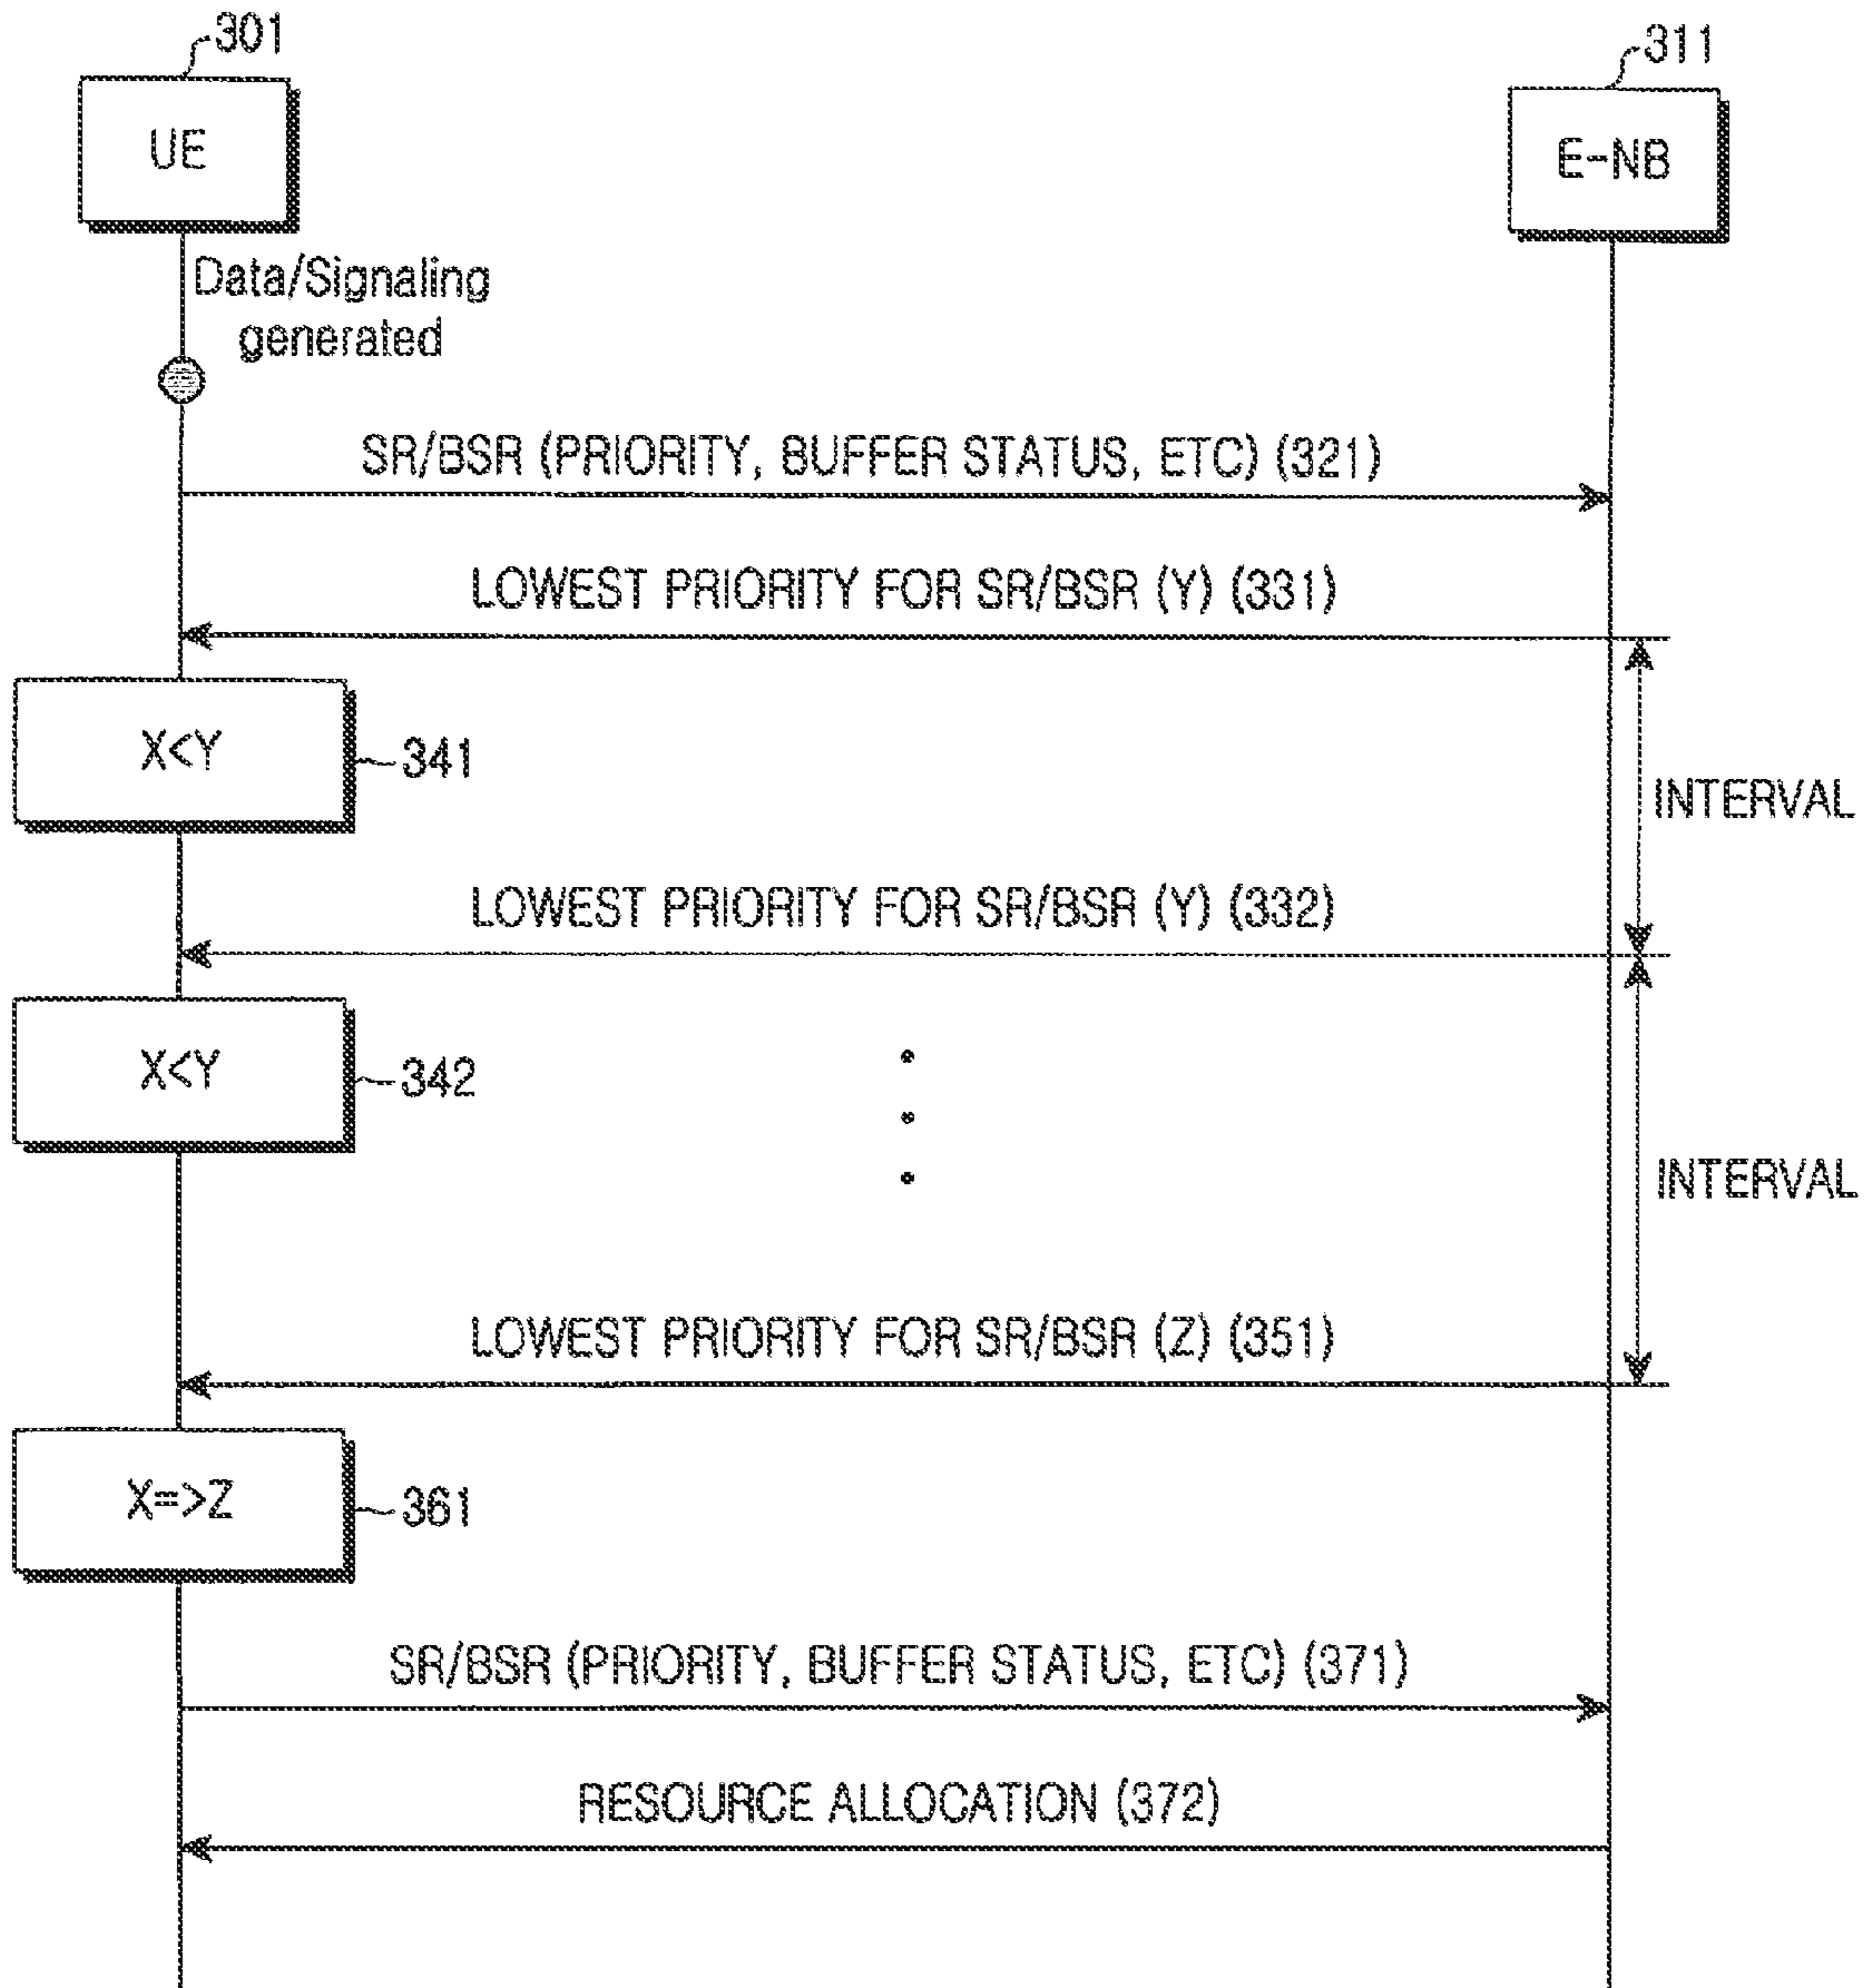 301
311
UE
E-NB
Data/Signaling
generated
SR/BSR (PRIORITY, BUFFER STATUS, ETC) (321)
LOWEST PRIORITY FOR SR/BSR (Y) (331)
X<Y
341
INTERVAL
LOWEST PRIORITY FOR SR/BSR (Y) (332)
X<Y
342
INTERVAL
LOWEST PRIORITY FOR SR/BSR (Z) (351)
X=>Z
361
SR/BSR (PRIORITY, BUFFER STATUS, ETC) (371)
RESOURCE ALLOCATION (372)